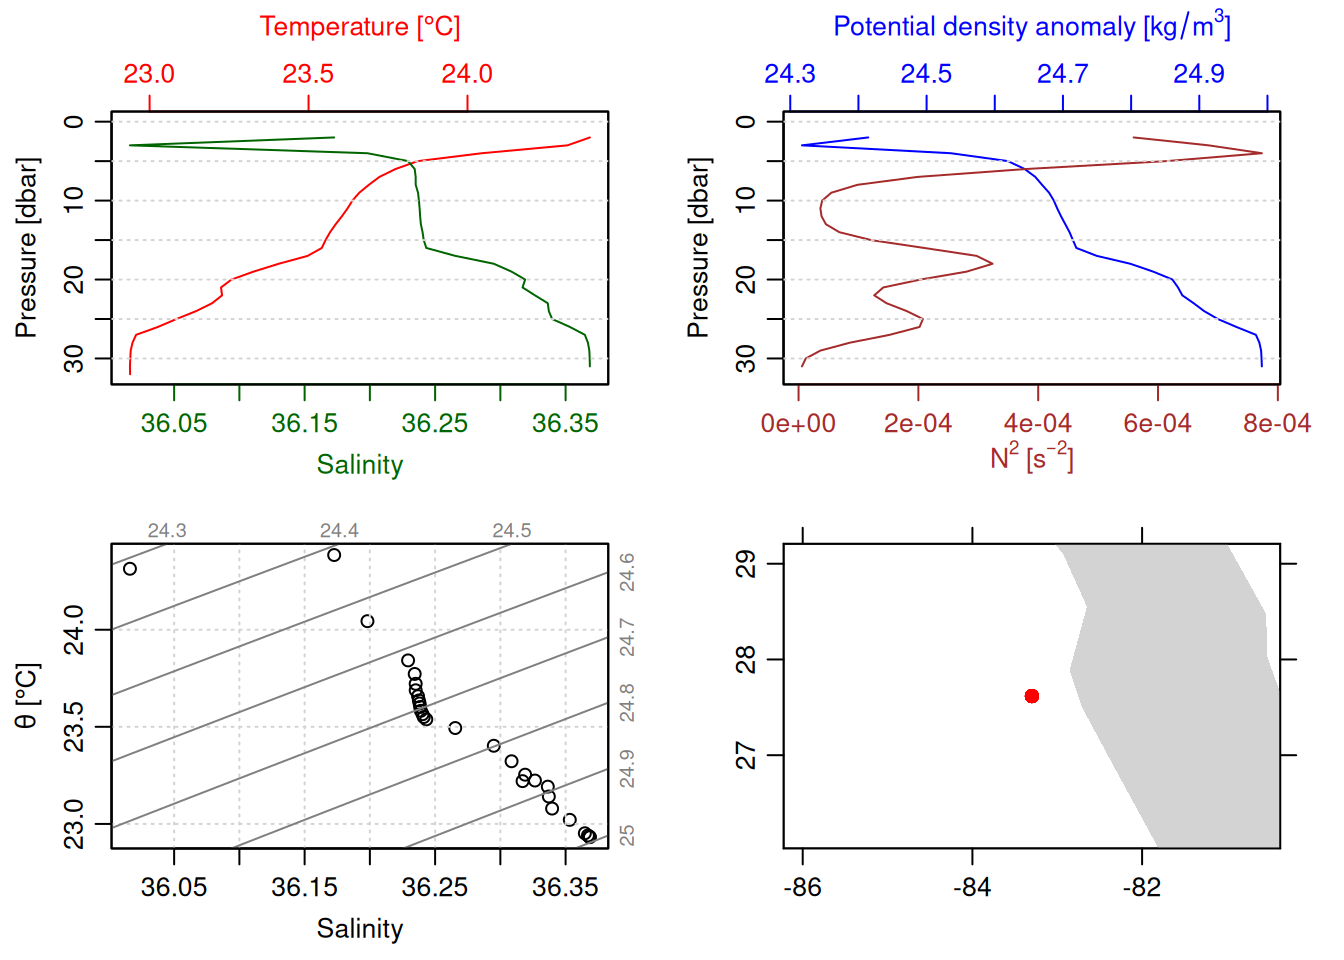 Temperature [°C]
23.0 23.5 24.0
Pressure [dbar]
0 10 20 30
36.05 36.15 36.25 36.35
Salinity
Potential density anomaly [kg/m³]
24.3 24.5 24.7 24.9
Pressure [dbar]
0 10 20 30
0e+00 2e-04 4e-04 6e-04 8e-04
N² [s⁻²]
24.3 24.4 24.5
24.6 24.7 24.8 24.9 25
θ [°C]
24.0 23.5 23.0
36.05 36.15 36.25 36.35
Salinity
29 28 27
-86 -84 -82